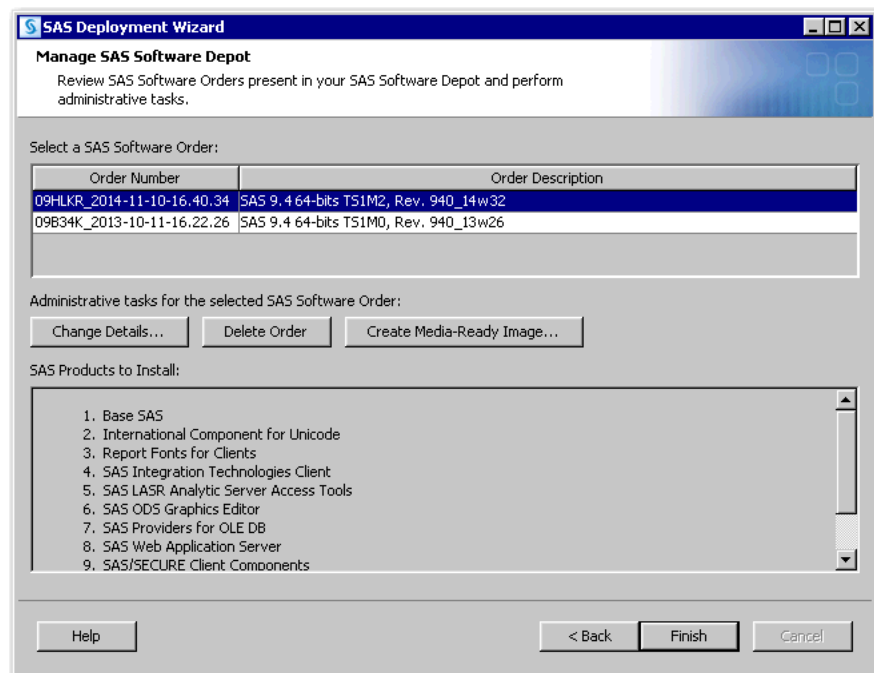 SAS Deployment Wizard
Manage SAS Software Depot
Review SAS Software Orders present in your SAS Software Depot and perform
administrative tasks.
Select a SAS Software Order:
Order Number Order Description
09HLKR_2014-11-10-16.40.34 SAS 9.4 64-bits TS1M2, Rev. 940_14w32
09B34K_2013-10-11-16.22.26 SAS 9.4 64-bits TS1M0, Rev. 940_13w26
Administrative tasks for the selected SAS Software Order:
Change Details... Delete Order Create Media-Ready Image...
SAS Products to Install:
1. Base SAS
2. International Component for Unicode
3. Report Fonts for Clients
4. SAS Integration Technologies Client
5. SAS LASR Analytic Server Access Tools
6. SAS ODS Graphics Editor
7. SAS Providers for OLE DB
8. SAS Web Application Server
9. SAS/SECURE Client Components
Help < Back Finish Cancel